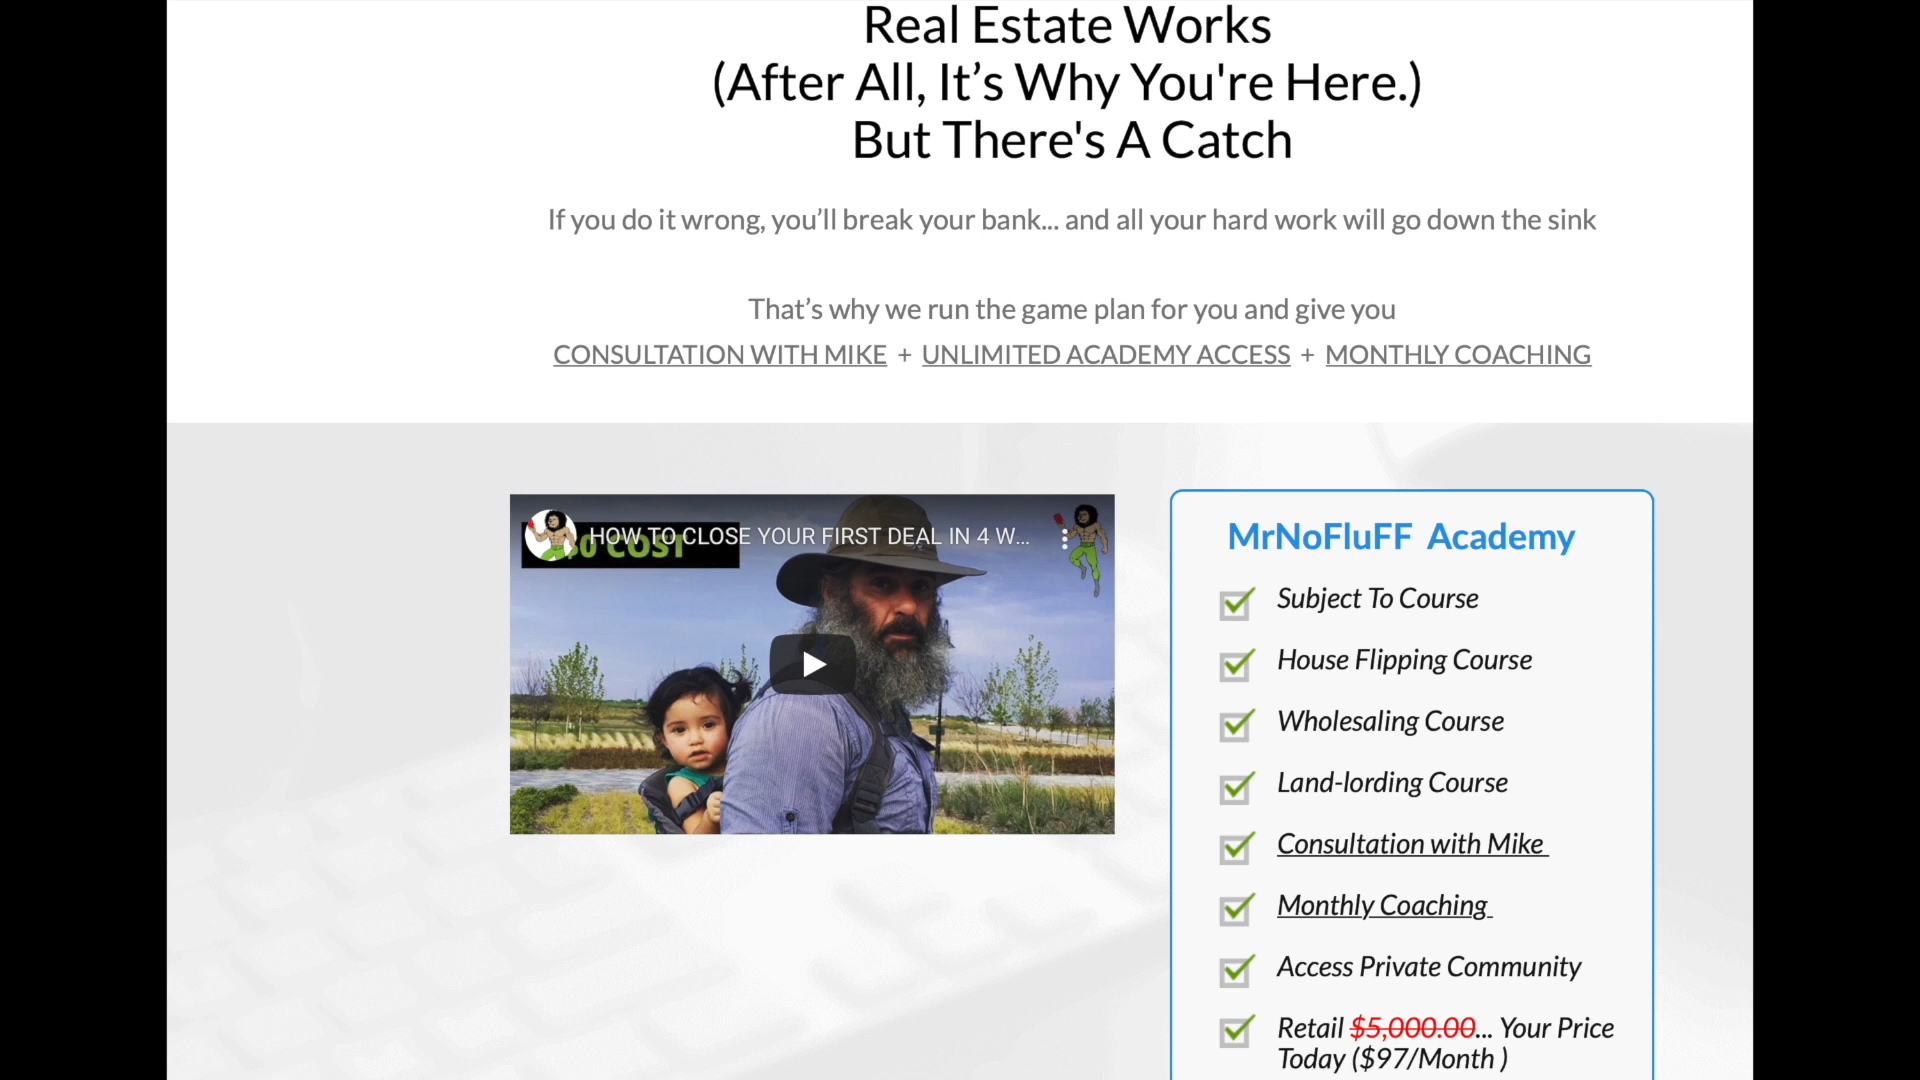 Real Estate Works
(After All, It’s Why You're Here.)
But There's A Catch
If you do it wrong, you’ll break your bank... and all your hard work will go down the sink
That’s why we run the game plan for you and give you
CONSULTATION WITH MIKE + UNLIMITED ACADEMY ACCESS + MONTHLY COACHING
HOW TO CLOSE YOUR FIRST DEAL IN 4 W...
$0 COST
MrNoFluFF Academy
Subject To Course
House Flipping Course
Wholesaling Course
Land-lording Course
Consultation with Mike
Monthly Coaching
Access Private Community
Retail $5,000.00... Your Price
Today ($97/Month )